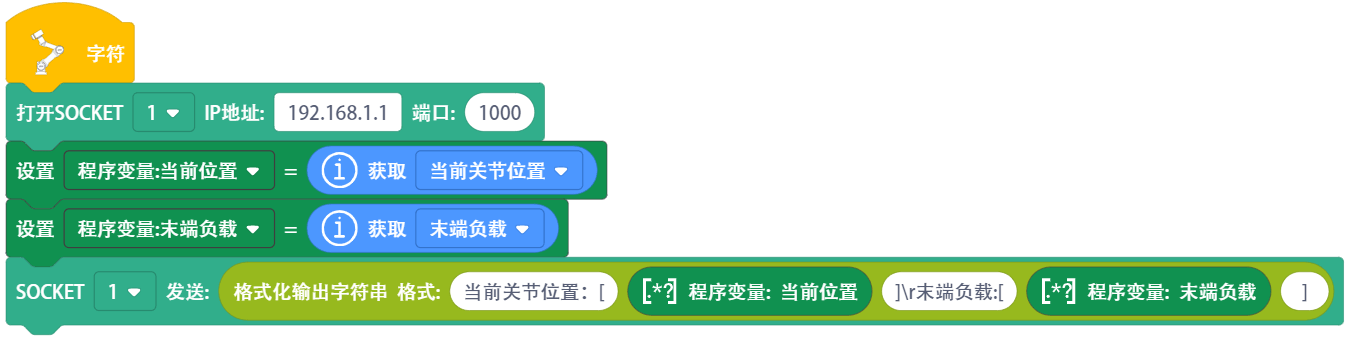 字符
打开SOCKET 1 IP地址: 192.168.1.1 端口: 1000
设置 程序变量:当前位置 = 获取 当前关节位置
设置 程序变量:末端负载 = 获取 末端负载
SOCKET 1 发送: 格式化输出字符串 格式: 当前关节位置：[ [.*?] 程序变量: 当前位置 ]\r末端负载:[ [.*?] 程序变量: 末端负载 ]